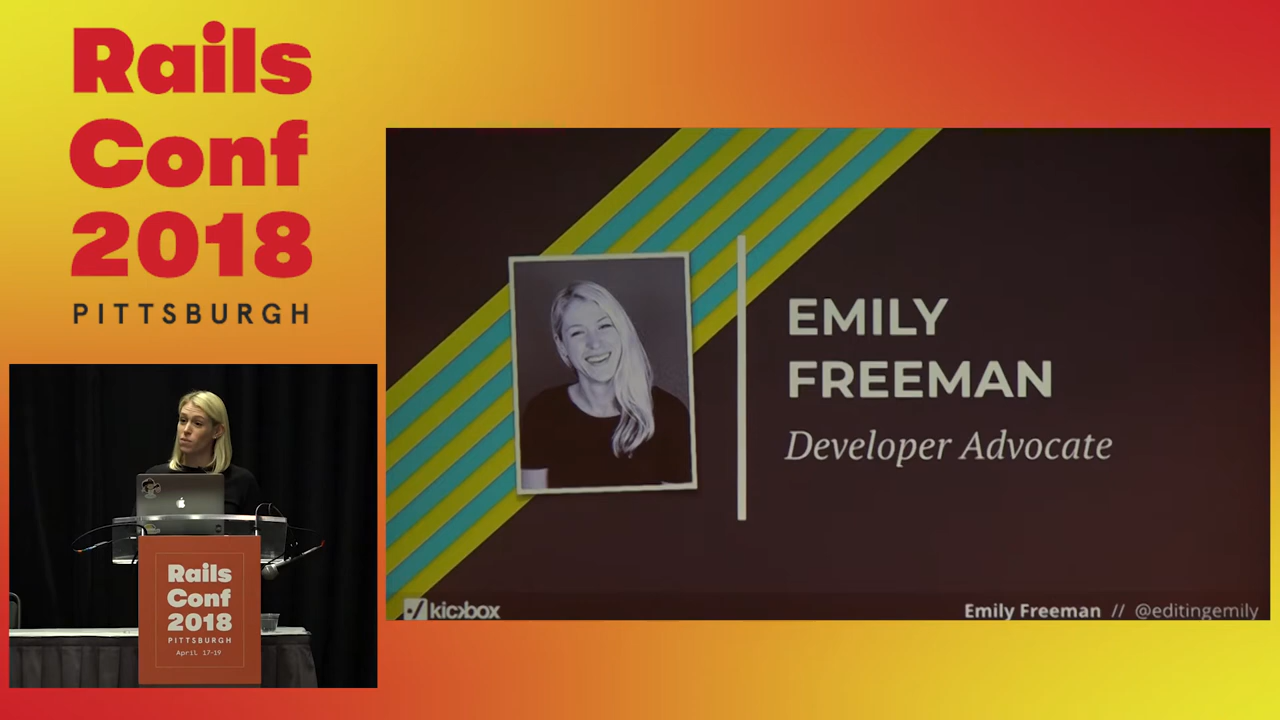 Rails
Conf
2018
PITTSBURGH
EMILY
FREEMAN
Developer Advocate
kickbox
Emily Freeman // @editingemily
Rails
Conf
2018
PITTSBURGH
April 17-19